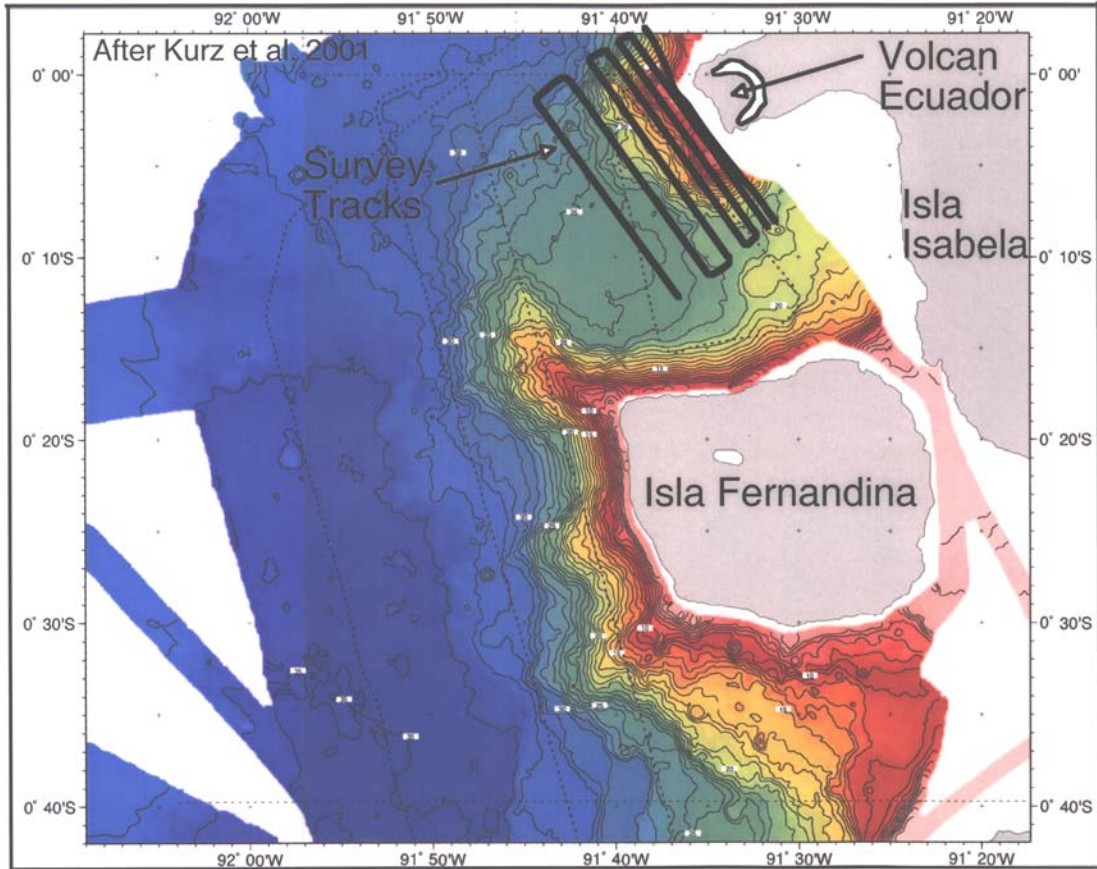 92° 00'W 91° 50'W 91° 40'W 91° 30'W 91° 20'W
After Kurz et al. 2001
Volcan
Ecuador
0° 00' 0° 00'
Survey
Tracks
Isla
Isabela
0° 10'S 0° 10'S
0° 20'S 0° 20'S
Isla Fernandina
0° 30'S 0° 30'S
0° 40'S 0° 40'S
92° 00'W 91° 50'W 91° 40'W 91° 30'W 91° 20'W